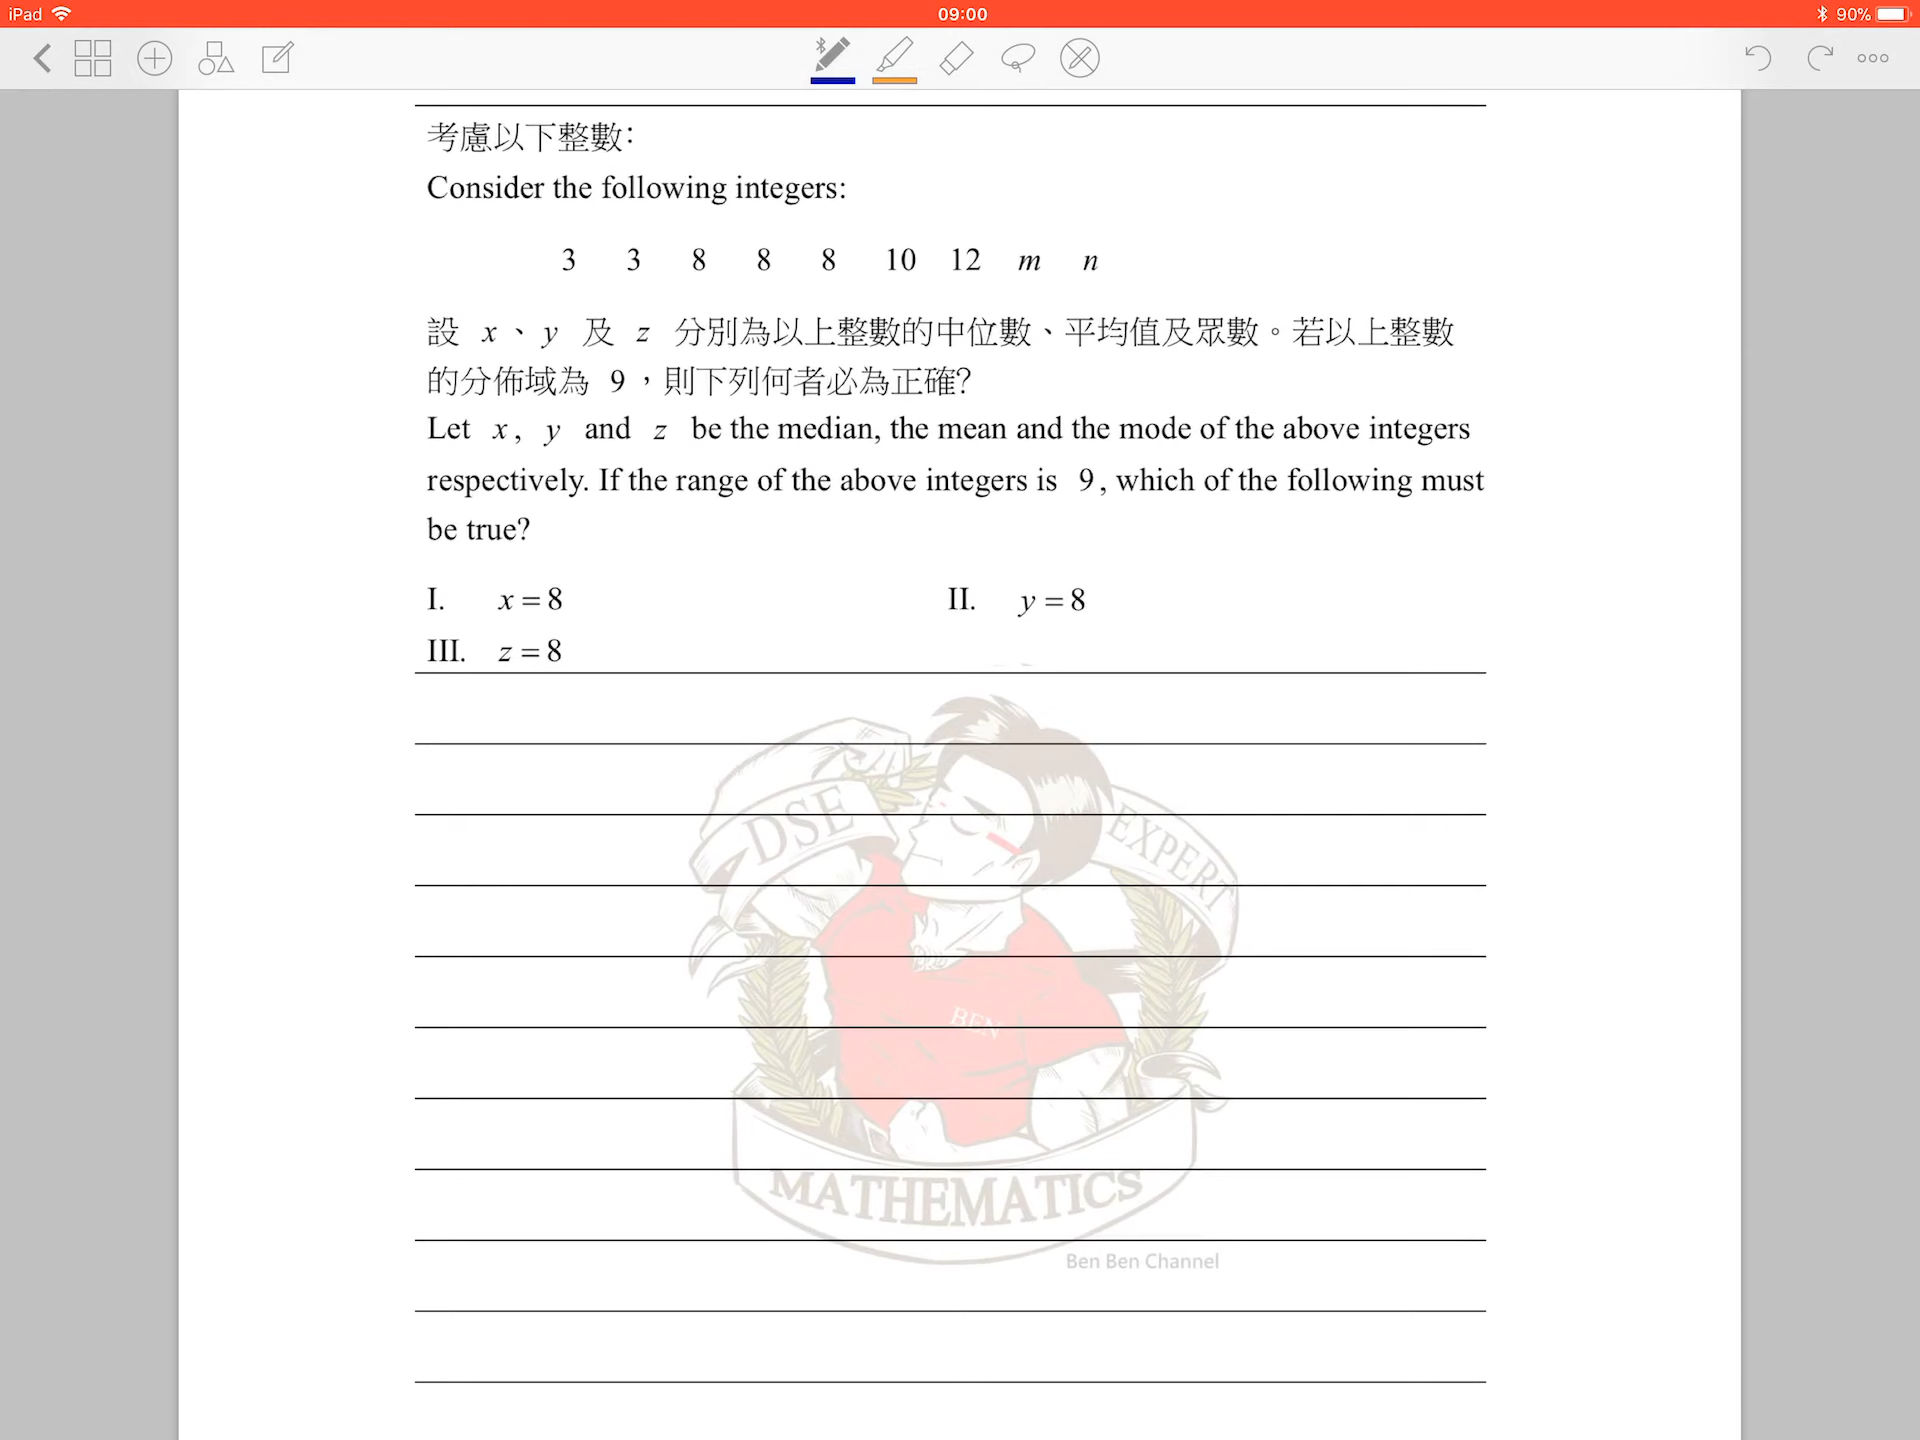 iPad 09:00 90%
考慮以下整數：
Consider the following integers:
3 3 8 8 8 10 12 m n
設 x、y 及 z 分別為以上整數的中位數、平均值及眾數。若以上整數
的分佈域為 9，則下列何者必為正確?
Let x, y and z be the median, the mean and the mode of the above integers
respectively. If the range of the above integers is 9, which of the following must
be true?
I. x = 8 II. y = 8
III. z = 8
DSE EXPERT
BEN
MATHEMATICS
Ben Ben Channel